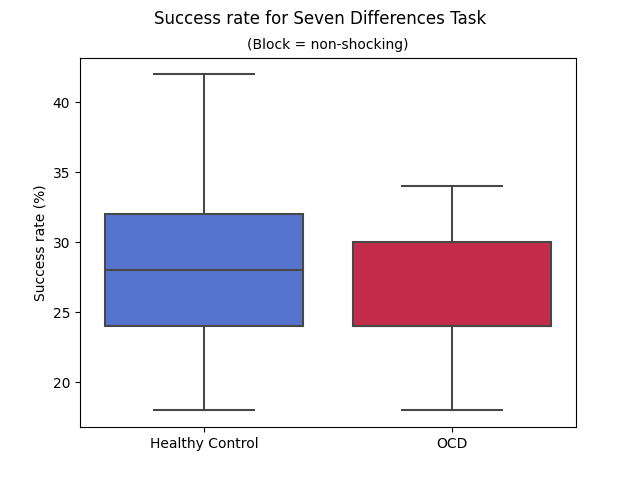 Success rate for Seven Differences Task
(Block = non-shocking)
Success rate (%)
40
35
30
25
20
Healthy Control
OCD